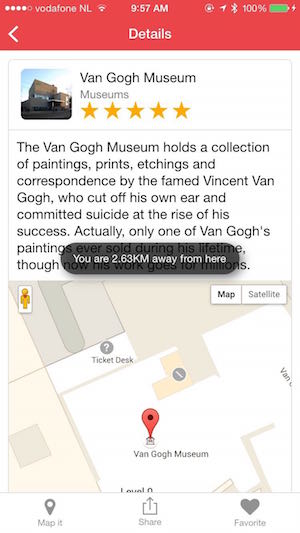 vodafone NL 9:57 AM 100%
Details
Van Gogh Museum
Museums
The Van Gogh Museum holds a collection
of paintings, prints, etchings and
correspondence by the famed Vincent Van
Gogh, who cut off his own ear and
committed suicide at the rise of his
success. Actually, only one of Van Gogh's
paintings ever sold during his lifetime,
though now his work goes for millions.
You are 2.63KM away from here
Map Satellite
Ticket Desk
Van
Van Gogh Museum
Level 0
Map it Share Favorite